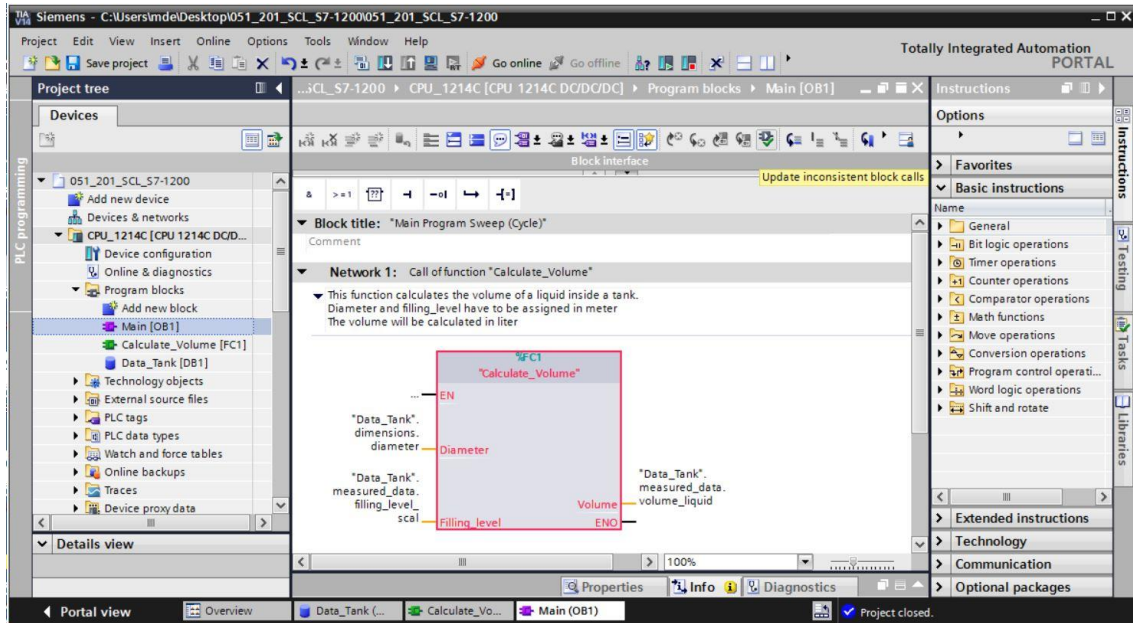 TIA
V14
Siemens - C:\Users\mde\Desktop\051_201_SCL_S7-1200\051_201_SCL_S7-1200
Project Edit View Insert Online Options Tools Window Help
Totally Integrated Automation
PORTAL
Save project
Go online
Go offline
Project tree
...SCL_S7-1200 CPU_1214C [CPU 1214C DC/DC/DC] Program blocks Main [OB1]
Instructions
Devices
Options
Block interface
Update inconsistent block calls
PLC programming
051_201_SCL_S7-1200
Add new device
Devices & networks
CPU_1214C [CPU 1214C DC/D...
Device configuration
Online & diagnostics
Program blocks
Add new block
Main [OB1]
Calculate_Volume [FC1]
Data_Tank [DB1]
Technology objects
External source files
PLC tags
PLC data types
Watch and force tables
Online backups
Traces
Device proxy data
Details view
& >=1 ??
Block title: "Main Program Sweep (Cycle)"
Comment
Network 1: Call of function "Calculate_Volume"
This function calculates the volume of a liquid inside a tank.
Diameter and filling_level have to be assigned in meter
The volume will be calculated in liter
%FC1
"Calculate_Volume"
... EN
"Data_Tank".
dimensions.
diameter Diameter
"Data_Tank".
measured_data.
filling_level_
scal Filling_level
"Data_Tank".
measured_data.
Volume volume_liquid
ENO
100%
Properties Info Diagnostics
Favorites
Basic instructions
Name
General
Bit logic operations
Timer operations
Counter operations
Comparator operations
Math functions
Move operations
Conversion operations
Program control operati...
Word logic operations
Shift and rotate
Extended instructions
Technology
Communication
Optional packages
Instructions
Testing
Tasks
Libraries
Portal view Overview Data_Tank (... Calculate_Vo... Main (OB1) Project closed.